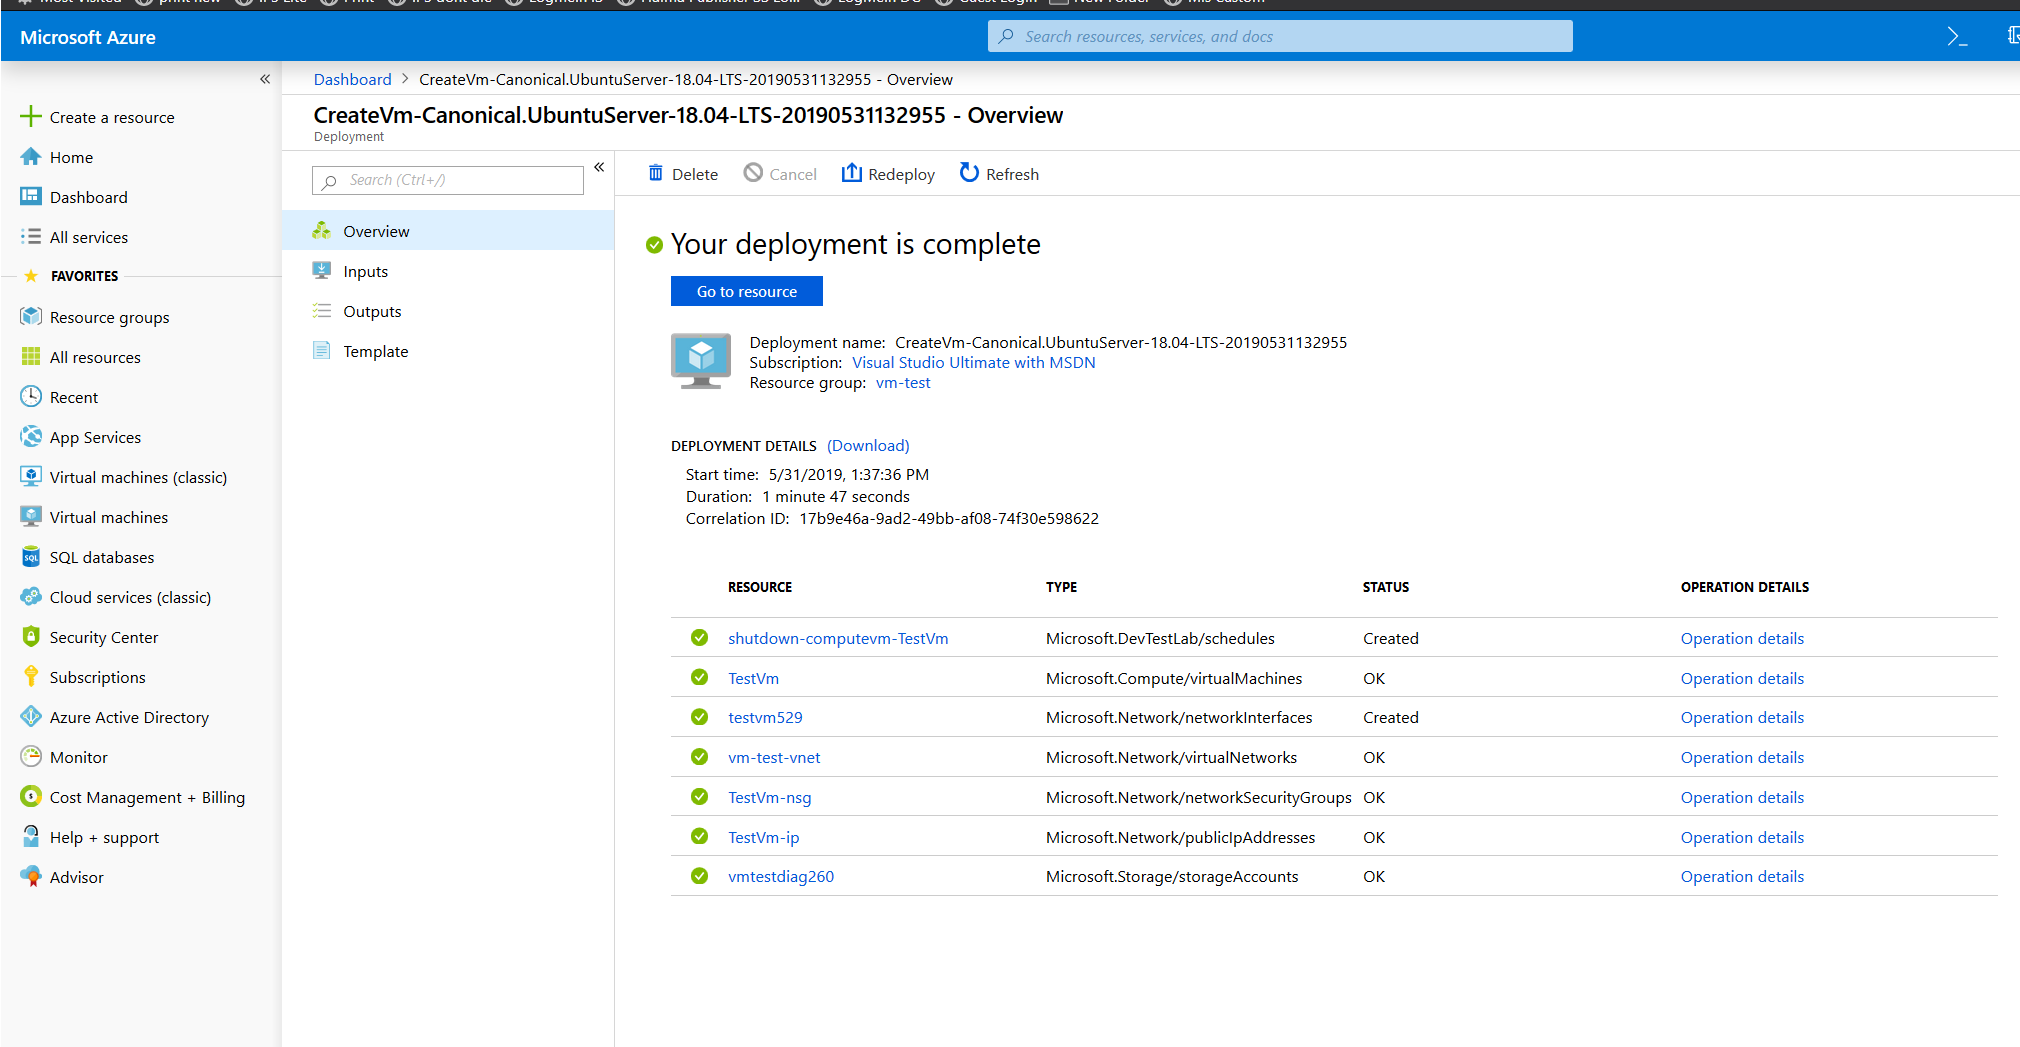 Most Visited
print new
Print
New Folder
Microsoft Azure
Search resources, services, and docs
Dashboard > CreateVm-Canonical.UbuntuServer-18.04-LTS-20190531132955 - Overview
CreateVm-Canonical.UbuntuServer-18.04-LTS-20190531132955 - Overview
Deployment
Create a resource
Home
Dashboard
All services
FAVORITES
Resource groups
All resources
Recent
App Services
Virtual machines (classic)
Virtual machines
SQL databases
Cloud services (classic)
Security Center
Subscriptions
Azure Active Directory
Monitor
Cost Management + Billing
Help + support
Advisor
Search (Ctrl+/)
Overview
Inputs
Outputs
Template
Delete Cancel Redeploy Refresh
Your deployment is complete
Go to resource
Deployment name: CreateVm-Canonical.UbuntuServer-18.04-LTS-20190531132955
Subscription: Visual Studio Ultimate with MSDN
Resource group: vm-test
DEPLOYMENT DETAILS (Download)
Start time: 5/31/2019, 1:37:36 PM
Duration: 1 minute 47 seconds
Correlation ID: 17b9e46a-9ad2-49bb-af08-74f30e598622
RESOURCE TYPE STATUS OPERATION DETAILS
shutdown-computevm-TestVm Microsoft.DevTestLab/schedules Created Operation details
TestVm Microsoft.Compute/virtualMachines OK Operation details
testvm529 Microsoft.Network/networkInterfaces Created Operation details
vm-test-vnet Microsoft.Network/virtualNetworks OK Operation details
TestVm-nsg Microsoft.Network/networkSecurityGroups OK Operation details
TestVm-ip Microsoft.Network/publicIpAddresses OK Operation details
vmtestdiag260 Microsoft.Storage/storageAccounts OK Operation details